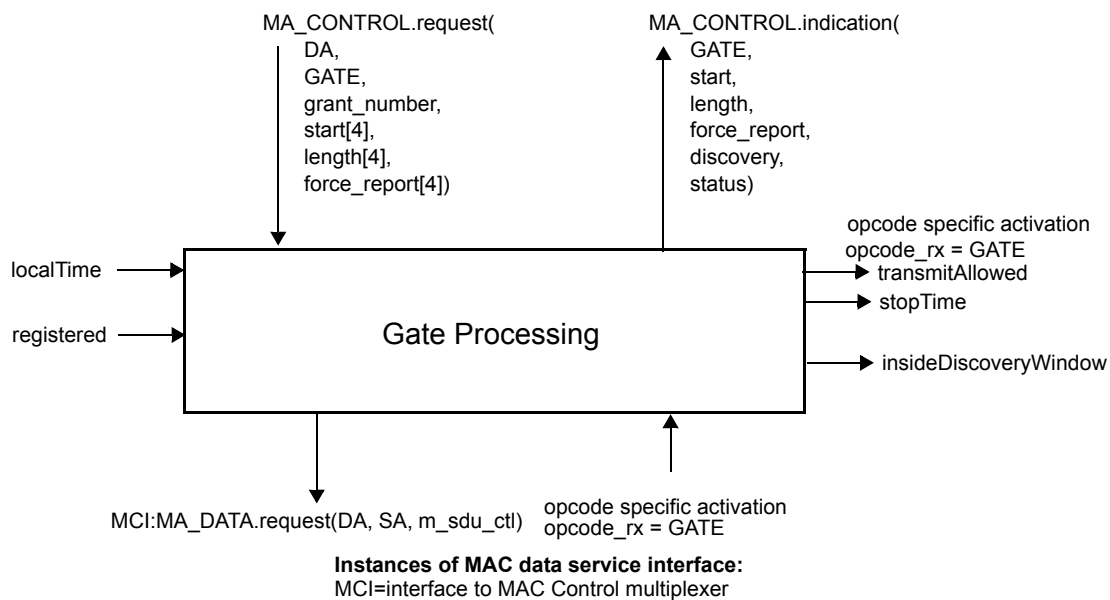 MA_CONTROL.request(
DA,
GATE,
grant_number,
start[4],
length[4],
force_report[4])
MA_CONTROL.indication(
GATE,
start,
length,
force_report,
discovery,
status)
opcode specific activation
opcode_rx = GATE
localTime
transmitAllowed
stopTime
registered
Gate Processing
insideDiscoveryWindow
MCI:MA_DATA.request(DA, SA, m_sdu_ctl)
opcode specific activation
opcode_rx = GATE
Instances of MAC data service interface:
MCI=interface to MAC Control multiplexer